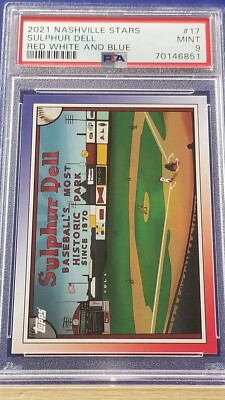 2021 NASHVILLE STARS #17
SULPHUR DELL MINT
RED WHITE AND BLUE 9
PSA 70146851
Sulphur Dell
BASEBALL'S MOST
HISTORIC PARK
SINCE 1870
TOPPS